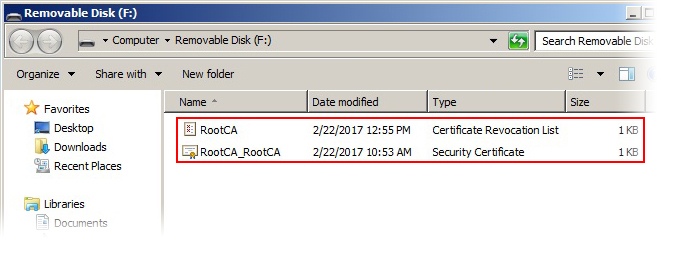 Removable Disk (F:)
Computer Removable Disk (F:) Search Removable Disk
Organize Share with New folder
Name Date modified Type Size
Favorites
Desktop
Downloads
Recent Places
Libraries
Documents
RootCA 2/22/2017 12:55 PM Certificate Revocation List 1 KB
RootCA_RootCA 2/22/2017 10:53 AM Security Certificate 1 KB